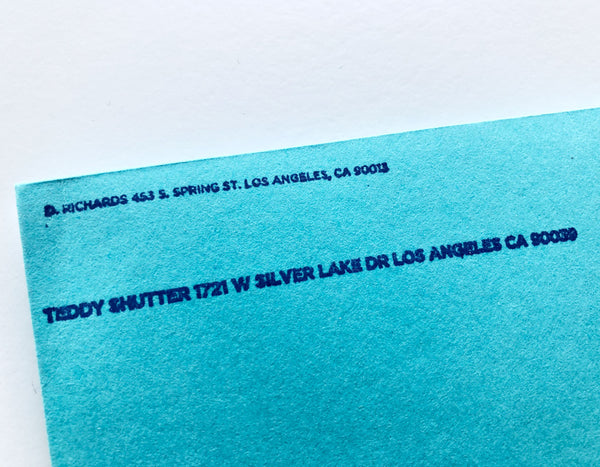 D. RICHARDS 453 S. SPRING ST. LOS ANGELES, CA 90013
TEDDY SHUTTER 1721 W SILVER LAKE DR LOS ANGELES CA 90039